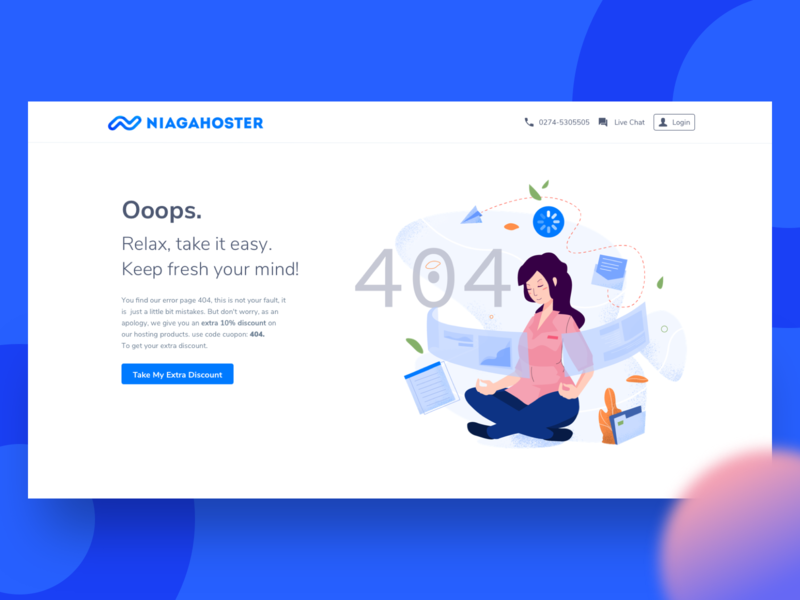 NIAGAHOSTER
0274-5305505
Live Chat
Login
Ooops.
Relax, take it easy.
Keep fresh your mind!
You find our error page 404, this is not your fault, it
is just a little bit mistakes. But don't worry, as an
apology, we give you an extra 10% discount on
our hosting products, use code cuopon: 404.
To get your extra discount.
Take My Extra Discount
404